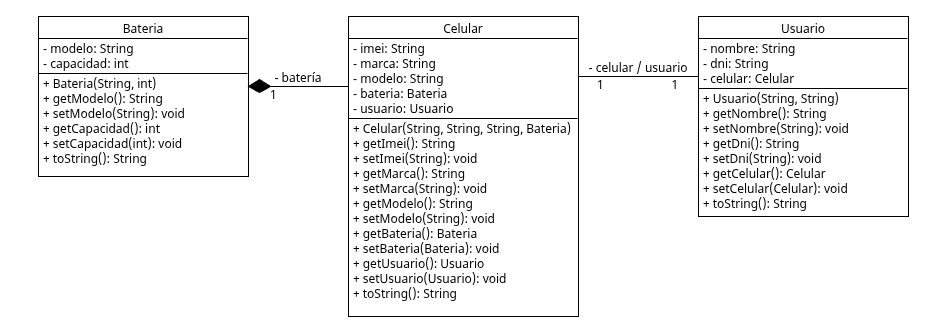 Bateria
- modelo: String
- capacidad: int
+ Bateria(String, int)
+ getModelo(): String
+ setModelo(String): void
+ getCapacidad(): int
+ setCapacidad(int): void
+ toString(): String
- batería
1
Celular
- imei: String
- marca: String
- modelo: String
- bateria: Bateria
- usuario: Usuario
+ Celular(String, String, String, Bateria)
+ getImei(): String
+ setImei(String): void
+ getMarca(): String
+ setMarca(String): void
+ getModelo(): String
+ setModelo(String): void
+ getBateria(): Bateria
+ setBateria(Bateria): void
+ getUsuario(): Usuario
+ setUsuario(Usuario): void
+ toString(): String
- celular / usuario
1 1
Usuario
- nombre: String
- dni: String
- celular: Celular
+ Usuario(String, String)
+ getNombre(): String
+ setNombre(String): void
+ getDni(): String
+ setDni(String): void
+ getCelular(): Celular
+ setCelular(Celular): void
+ toString(): String